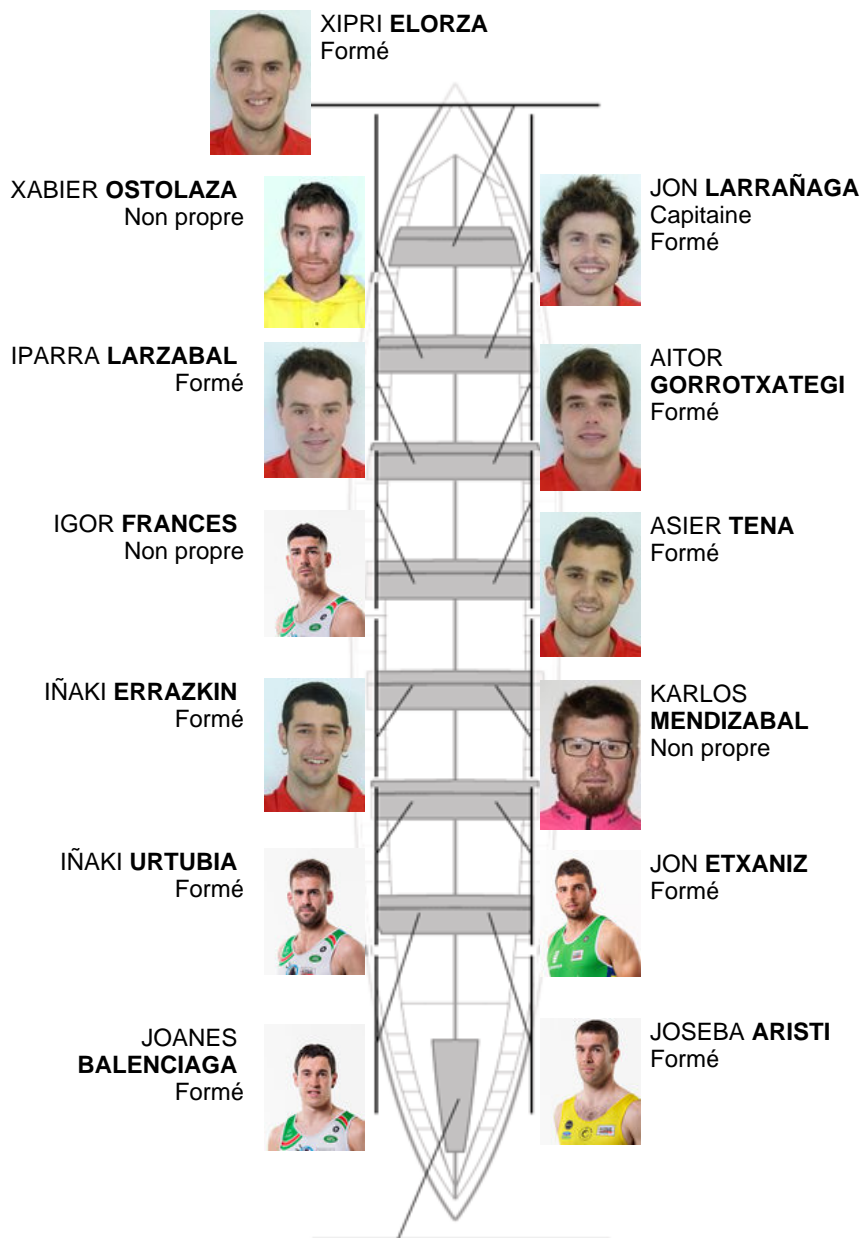 XIPRI ELORZA
Formé
XABIER OSTOLAZA
Non propre
JON LARRAÑAGA
Capitaine
Formé
IPARRA LARZABAL
Formé
AITOR
GORROTXATEGI
Formé
IGOR FRANCES
Non propre
ASIER TENA
Formé
IÑAKI ERRAZKIN
Formé
KARLOS
MENDIZABAL
Non propre
IÑAKI URTUBIA
Formé
JON ETXANIZ
Formé
JOANES
BALENCIAGA
Formé
JOSEBA ARISTI
Formé